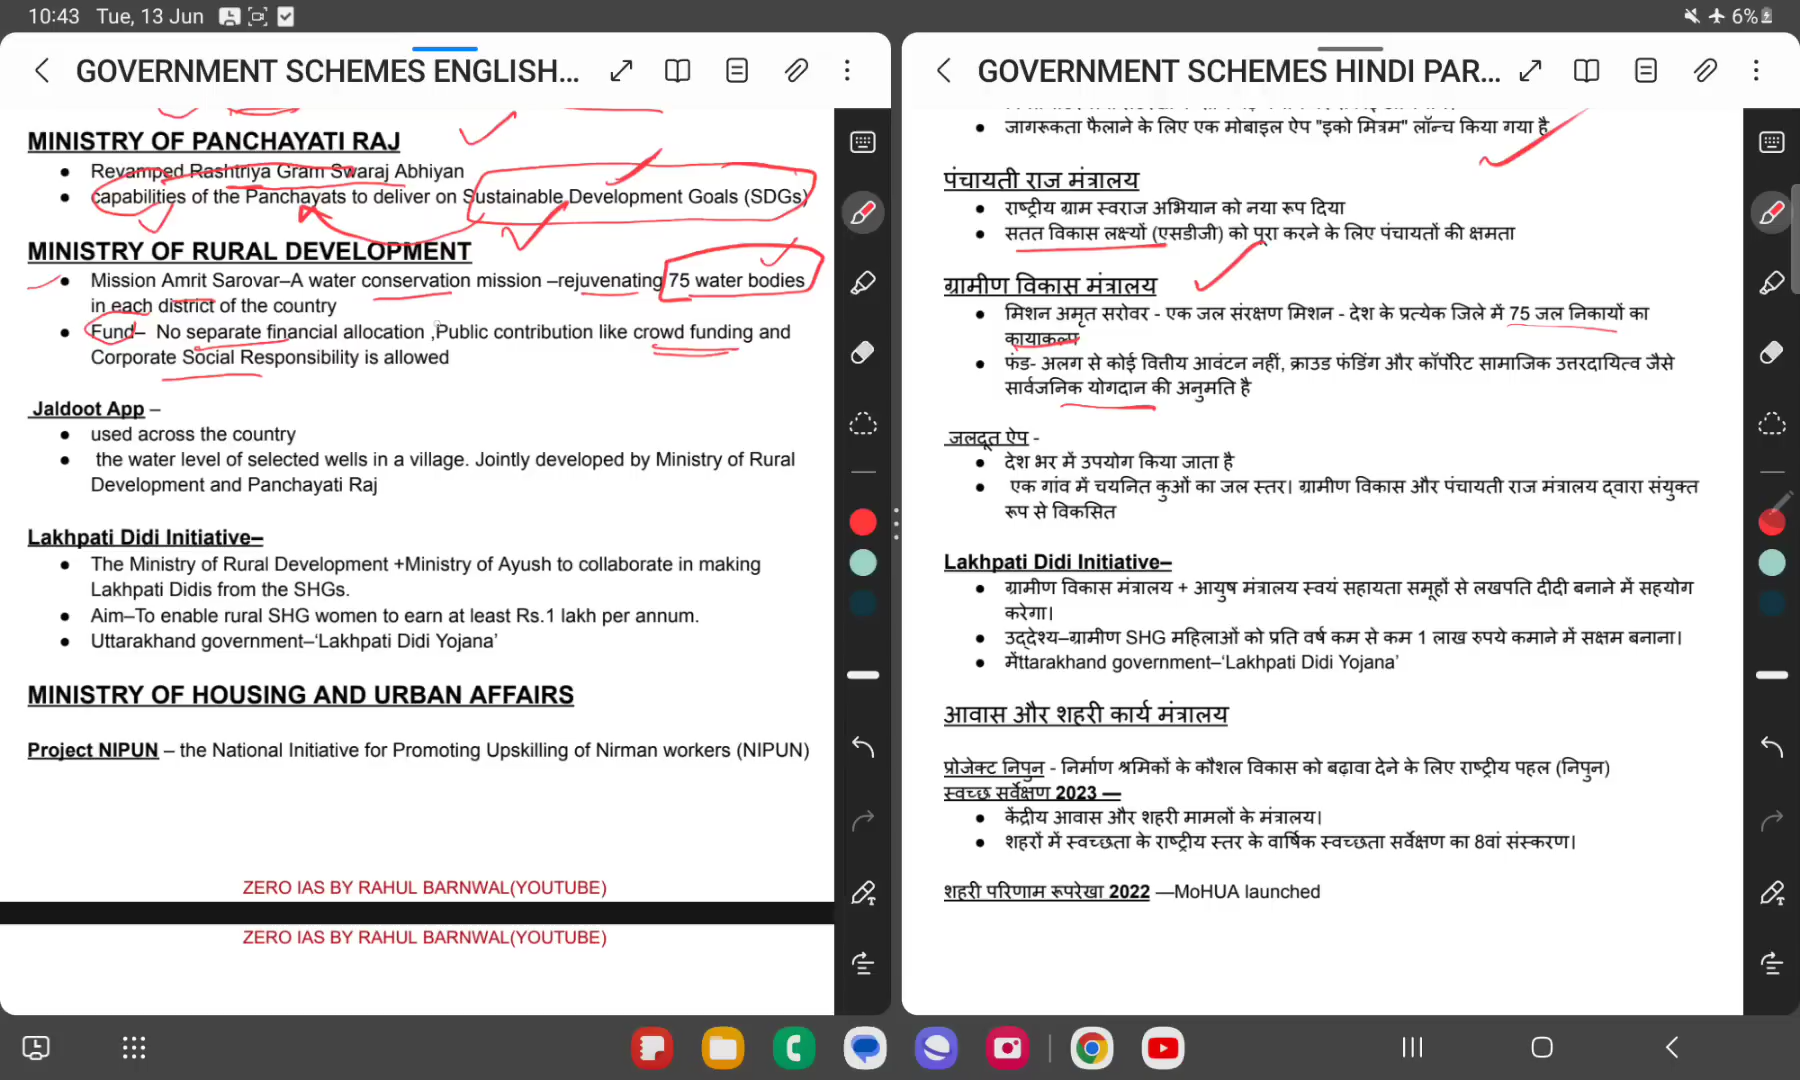 10:43 Tue, 13 Jun
6%
GOVERNMENT SCHEMES ENGLISH...
MINISTRY OF PANCHAYATI RAJ
● Revamped Rashtriya Gram Swaraj Abhiyan
● capabilities of the Panchayats to deliver on Sustainable Development Goals (SDGs)
MINISTRY OF RURAL DEVELOPMENT
● Mission Amrit Sarovar–A water conservation mission –rejuvenating 75 water bodies
in each district of the country
● Fund– No separate financial allocation ,Public contribution like crowd funding and
Corporate Social Responsibility is allowed
Jaldoot App –
● used across the country
● the water level of selected wells in a village. Jointly developed by Ministry of Rural
Development and Panchayati Raj
Lakhpati Didi Initiative–
● The Ministry of Rural Development +Ministry of Ayush to collaborate in making
Lakhpati Didis from the SHGs.
● Aim–To enable rural SHG women to earn at least Rs.1 lakh per annum.
● Uttarakhand government–‘Lakhpati Didi Yojana’
MINISTRY OF HOUSING AND URBAN AFFAIRS
Project NIPUN – the National Initiative for Promoting Upskilling of Nirman workers (NIPUN)
ZERO IAS BY RAHUL BARNWAL(YOUTUBE)
ZERO IAS BY RAHUL BARNWAL(YOUTUBE)
GOVERNMENT SCHEMES HINDI PAR...
● जागरूकता फैलाने के लिए एक मोबाइल ऐप "इको मित्रम" लॉन्च किया गया है
पंचायती राज मंत्रालय
● राष्ट्रीय ग्राम स्वराज अभियान को नया रूप दिया
● सतत विकास लक्ष्यों (एसडीजी) को पूरा करने के लिए पंचायतों की क्षमता
ग्रामीण विकास मंत्रालय
● मिशन अमृत सरोवर - एक जल संरक्षण मिशन - देश के प्रत्येक जिले में 75 जल निकायों का
कायाकल्प
● फंड- अलग से कोई वित्तीय आवंटन नहीं, क्राउड फंडिंग और कॉर्पोरेट सामाजिक उत्तरदायित्व जैसे
सार्वजनिक योगदान की अनुमति है
जलदूत ऐप -
● देश भर में उपयोग किया जाता है
● एक गांव में चयनित कुओं का जल स्तर। ग्रामीण विकास और पंचायती राज मंत्रालय द्वारा संयुक्त
रूप से विकसित
Lakhpati Didi Initiative–
● ग्रामीण विकास मंत्रालय + आयुष मंत्रालय स्वयं सहायता समूहों से लखपति दीदी बनाने में सहयोग
करेगा।
● उद्देश्य–ग्रामीण SHG महिलाओं को प्रति वर्ष कम से कम 1 लाख रुपये कमाने में सक्षम बनाना।
● मेंttarakhand government–‘Lakhpati Didi Yojana’
आवास और शहरी कार्य मंत्रालय
प्रोजेक्ट निपुन - निर्माण श्रमिकों के कौशल विकास को बढ़ावा देने के लिए राष्ट्रीय पहल (निपुन)
स्वच्छ सर्वेक्षण 2023 —
● केंद्रीय आवास और शहरी मामलों के मंत्रालय।
● शहरों में स्वच्छता के राष्ट्रीय स्तर के वार्षिक स्वच्छता सर्वेक्षण का 8वां संस्करण।
शहरी परिणाम रूपरेखा 2022 —MoHUA launched